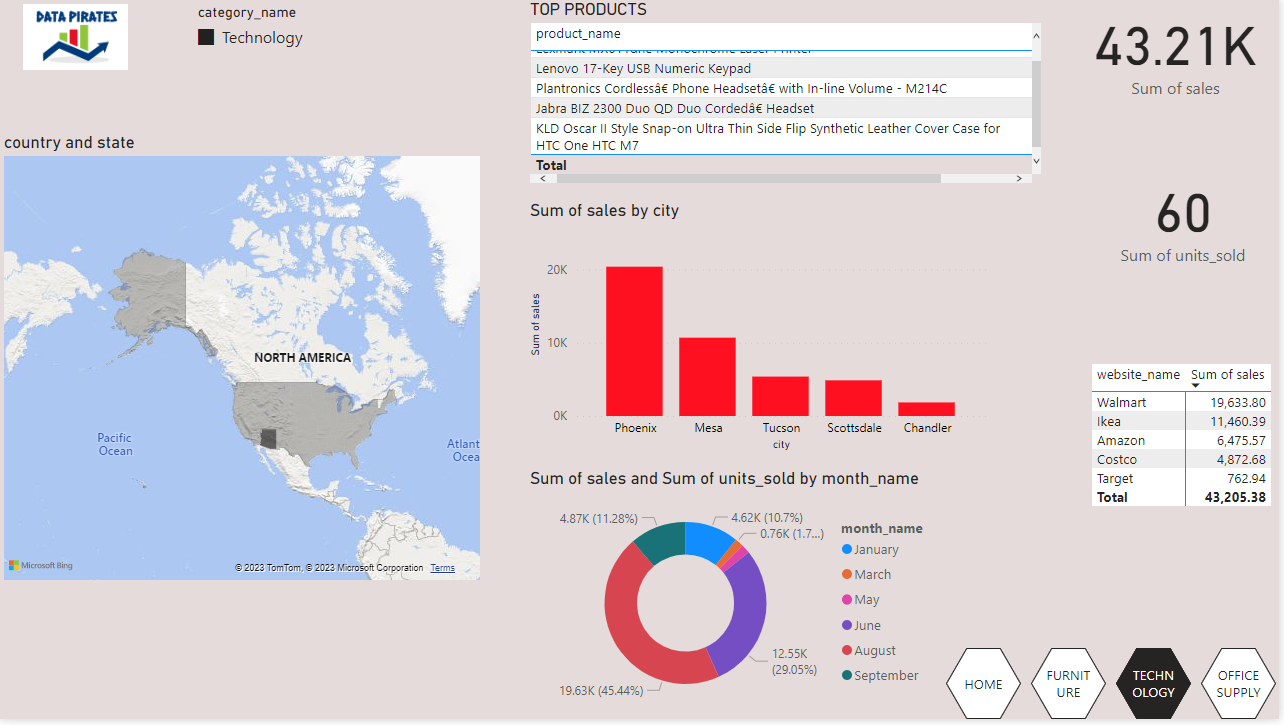 DATA PIRATES
category_name
Technology
country and state
NORTH AMERICA
Pacific
Ocean
Atlant
Ocea
Microsoft Bing
© 2023 TomTom, © 2023 Microsoft Corporation Terms
TOP PRODUCTS
product_name
Lexmark MX611dhe Monochrome Laser Printer
Lenovo 17-Key USB Numeric Keypad
Plantronics Cordlessâ€ Phone Headsetâ€ with In-line Volume - M214C
Jabra BIZ 2300 Duo QD Duo Cordedâ€ Headset
KLD Oscar II Style Snap-on Ultra Thin Side Flip Synthetic Leather Cover Case for
HTC One HTC M7
Total
Sum of sales by city
Sum of sales
20K
10K
0K
Phoenix Mesa Tucson Scottsdale Chandler
city
Sum of sales and Sum of units_sold by month_name
4.87K (11.28%)
4.62K (10.7%)
0.76K (1.7...)
12.55K
(29.05%)
19.63K (45.44%)
month_name
January
March
May
June
August
September
43.21K
Sum of sales
60
Sum of units_sold
website_name Sum of sales
Walmart 19,633.80
Ikea 11,460.39
Amazon 6,475.57
Costco 4,872.68
Target 762.94
Total 43,205.38
HOME
FURNIT
URE
TECHN
OLOGY
OFFICE
SUPPLY